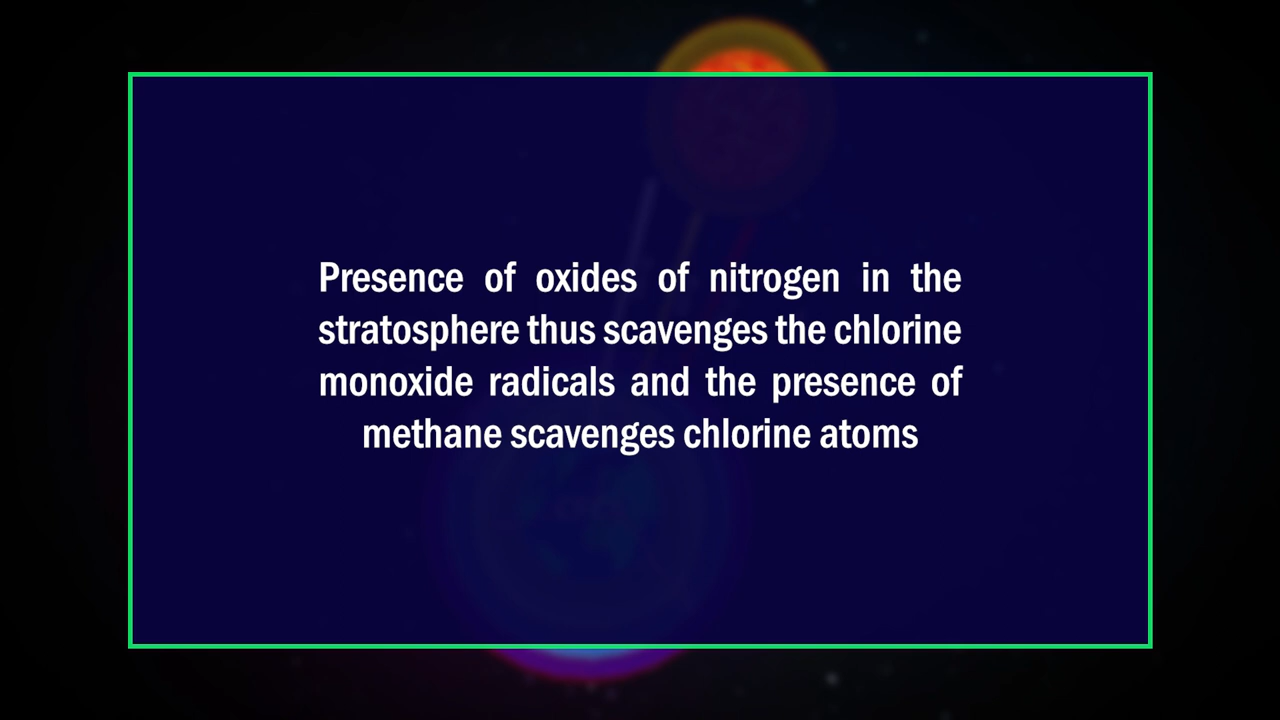 Presence of oxides of nitrogen in the
stratosphere thus scavenges the chlorine
monoxide radicals and the presence of
methane scavenges chlorine atoms